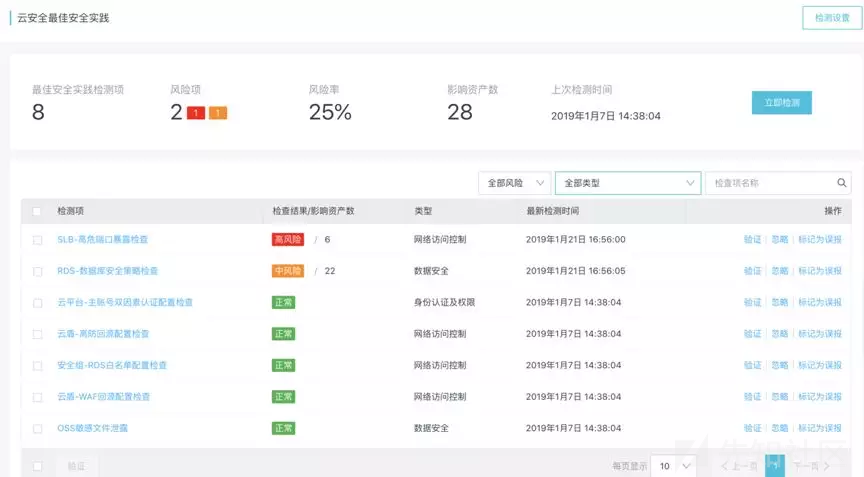 云安全最佳安全实践
检测设置
最佳安全实践检测项 风险项 风险率 影响资产数 上次检测时间
8 2 1 1 25% 28 2019年1月7日 14:38:04
立即检测
全部风险 全部类型 检查项名称
检测项 检查结果/影响资产数 类型 最新检测时间 操作
SLB-高危端口暴露检查 高风险 / 6 网络访问控制 2019年1月21日 16:56:00 验证 忽略 标记为误报
RDS-数据库安全策略检查 中风险 / 22 数据安全 2019年1月21日 16:56:05 验证 忽略 标记为误报
云平台-主账号双因素认证配置检查 正常 身份认证及权限 2019年1月7日 14:38:04 验证 忽略 标记为误报
云盾-高防回源配置检查 正常 网络访问控制 2019年1月7日 14:38:04 验证 忽略 标记为误报
安全组-RDS白名单配置检查 正常 网络访问控制 2019年1月7日 14:38:04 验证 忽略 标记为误报
云盾-WAF回源配置检查 正常 网络访问控制 2019年1月7日 14:38:04 验证 忽略 标记为误报
OSS敏感文件泄露 正常 数据安全 2019年1月7日 14:38:04 验证 忽略 标记为误报
验证 每页显示 10 上一页 1 下一页
先知社区